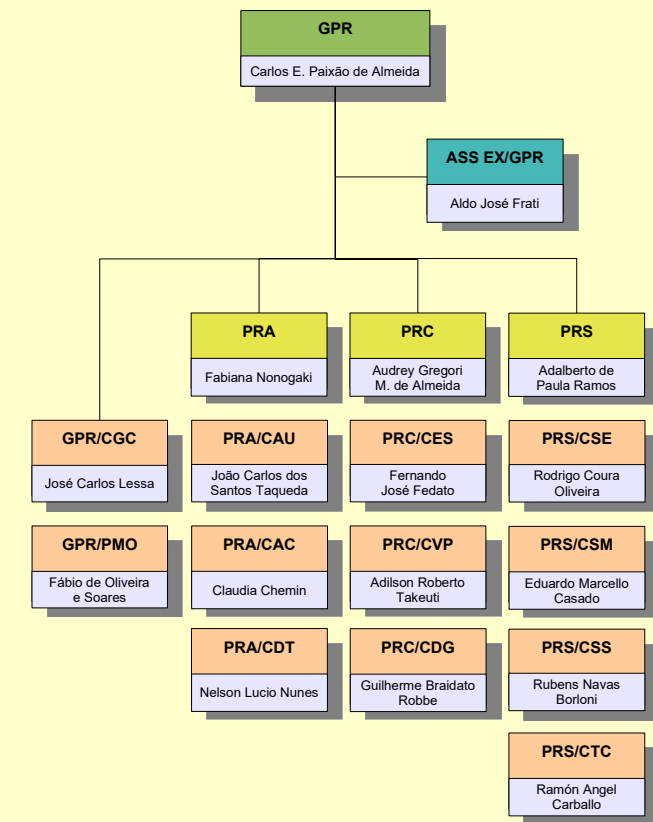 GPR
Carlos E. Paixão de Almeida
ASS EX/GPR
Aldo José Frati
PRA
Fabiana Nonogaki
PRC
Audrey Gregori
M. de Almeida
PRS
Adalberto de
Paula Ramos
GPR/CGC
José Carlos Lessa
PRA/CAU
João Carlos dos
Santos Taqueda
PRC/CES
Fernando
José Fedato
PRS/CSE
Rodrigo Coura
Oliveira
GPR/PMO
Fábio de Oliveira
e Soares
PRA/CAC
Claudia Chemin
PRC/CVP
Adilson Roberto
Takeuti
PRS/CSM
Eduardo Marcello
Casado
PRA/CDT
Nelson Lucio Nunes
PRC/CDG
Guilherme Braidato
Robbe
PRS/CSS
Rubens Navas
Borloni
PRS/CTC
Ramón Angel
Carballo